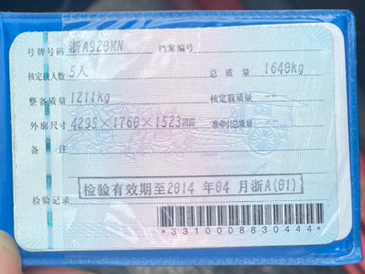 号牌号码 浙A920MN 档案编号
核定载人数 5人 总质量 1640kg
整备质量 1211kg 核定载质量 --
外廓尺寸 4295×1760×1523mm 准牵引总质量 --
备注
检验有效期至2014年04月浙A(01)
检验记录
*3310008830444*